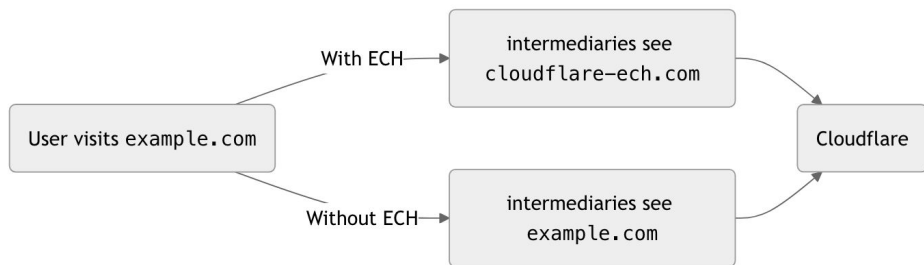 With ECH
intermediaries see
cloudflare-ech.com
User visits example.com
Cloudflare
Without ECH
intermediaries see
example.com